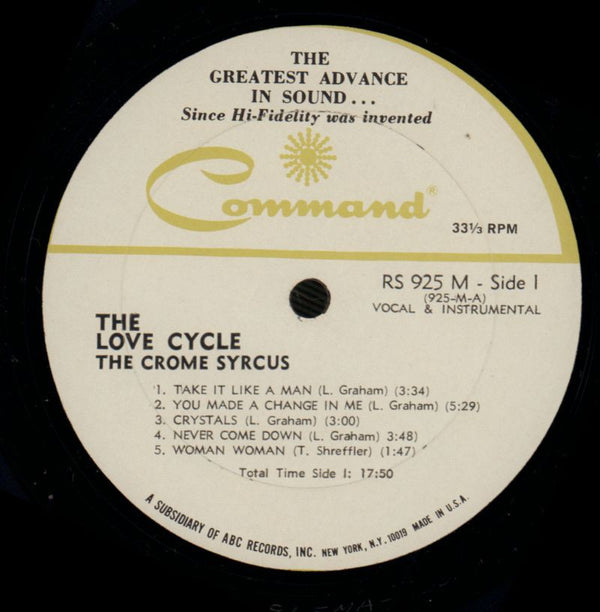 THE
GREATEST ADVANCE
IN SOUND...
Since Hi-Fidelity was invented
Command®
33⅓ RPM
RS 925 M - Side 1
(925-M-A)
VOCAL & INSTRUMENTAL
THE
LOVE CYCLE
THE CROME SYRCUS
1. TAKE IT LIKE A MAN (L. Graham) (3:34)
2. YOU MADE A CHANGE IN ME (L. Graham) (5:29)
3. CRYSTALS (L. Graham) (3:00)
4. NEVER COME DOWN (L. Graham) 3:48)
5. WOMAN WOMAN (T. Shreffler) (1:47)
Total Time Side 1: 17:50
A SUBSIDIARY OF ABC RECORDS, INC. NEW YORK, N.Y. 10019 MADE IN U.S.A.